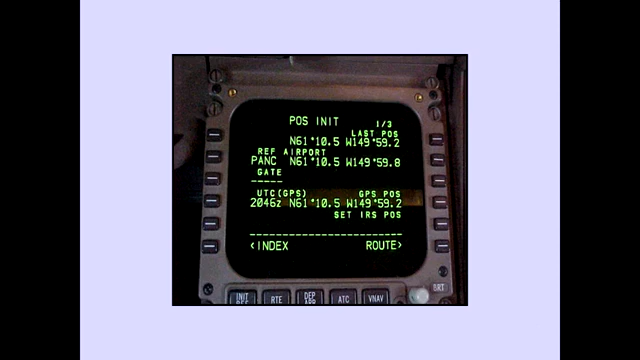 POS INIT 1/3
LAST POS
N61°10.5 W149°59.2
REF AIRPORT
PANC N61°10.5 W149°59.8
GATE
-----
UTC(GPS) GPS POS
2046z N61°10.5 W149°59.2
SET IRS POS
------------------------
<INDEX ROUTE>
INIT REF RTE DEP ARR ATC VNAV BRT